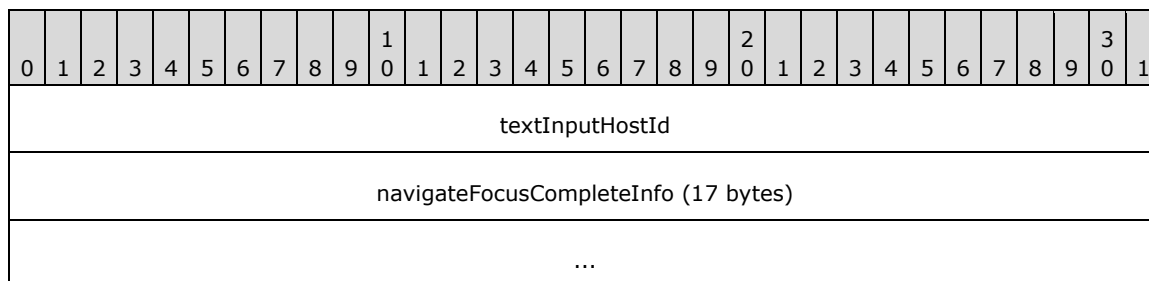 1 2 3
0 1 2 3 4 5 6 7 8 9 0 1 2 3 4 5 6 7 8 9 0 1 2 3 4 5 6 7 8 9 0 1
textInputHostId
navigateFocusCompleteInfo (17 bytes)
...